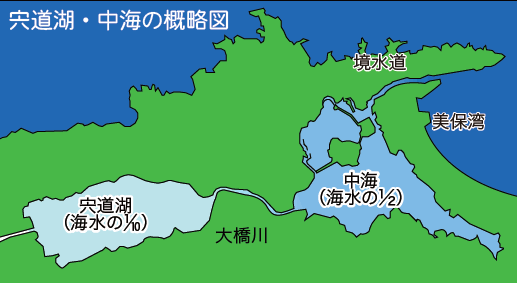 宍道湖・中海の概略図
境水道
美保湾
中海
(海水の1/2)
宍道湖
(海水の1/10)
大橋川